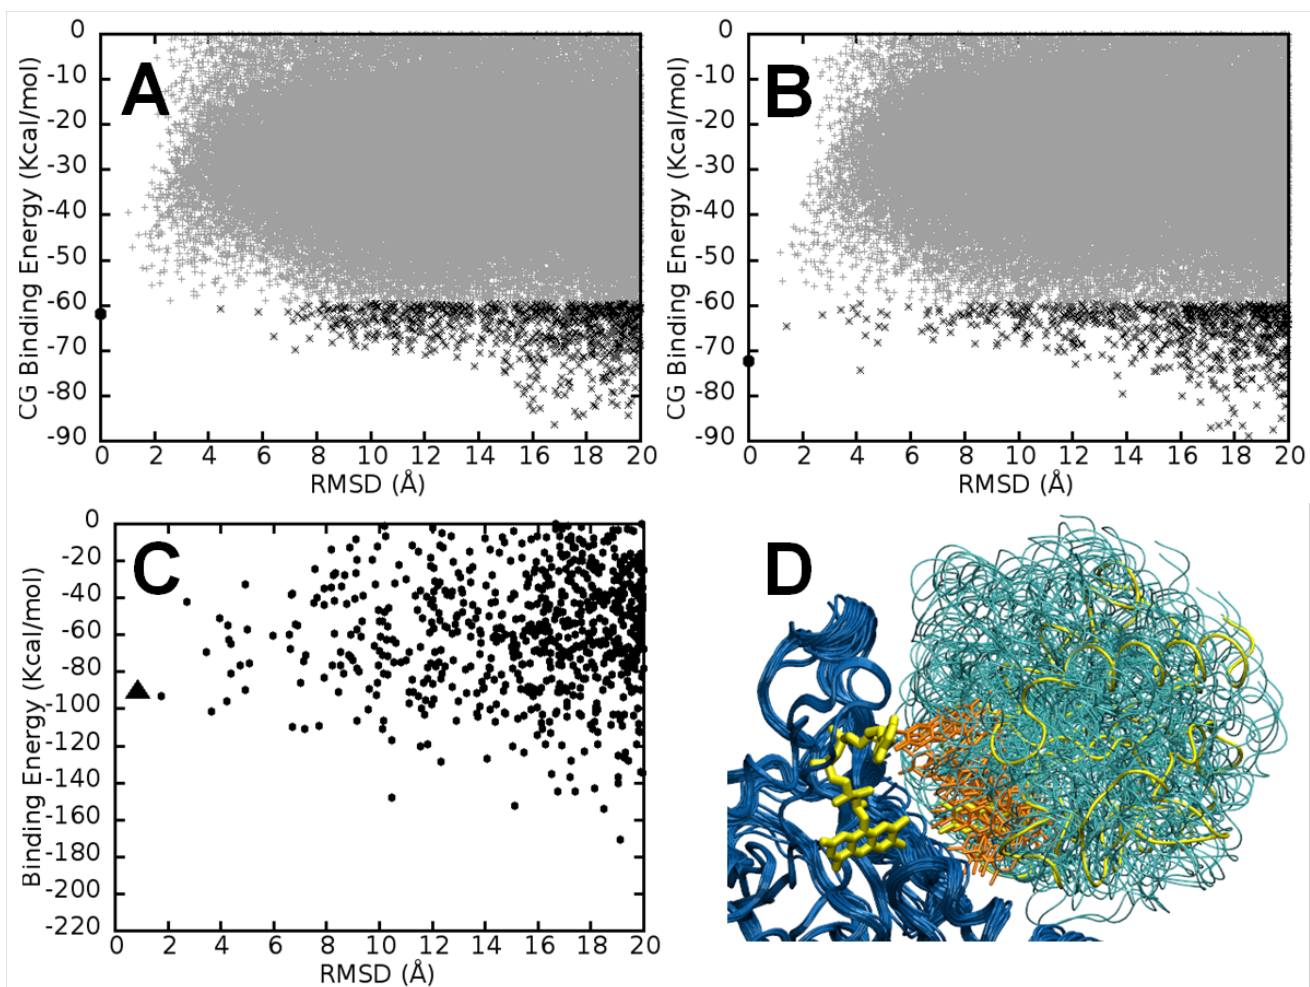 A
0
-10
-20
-30
-40
-50
-60
-70
-80
-90
CG Binding Energy (Kcal/mol)
0 2 4 6 8 10 12 14 16 18 20
RMSD (Å)
B
0
-10
-20
-30
-40
-50
-60
-70
-80
-90
CG Binding Energy (Kcal/mol)
0 2 4 6 8 10 12 14 16 18 20
RMSD (Å)
C
0
-20
-40
-60
-80
-100
-120
-140
-160
-180
-200
-220
Binding Energy (Kcal/mol)
0 2 4 6 8 10 12 14 16 18 20
RMSD (Å)
D